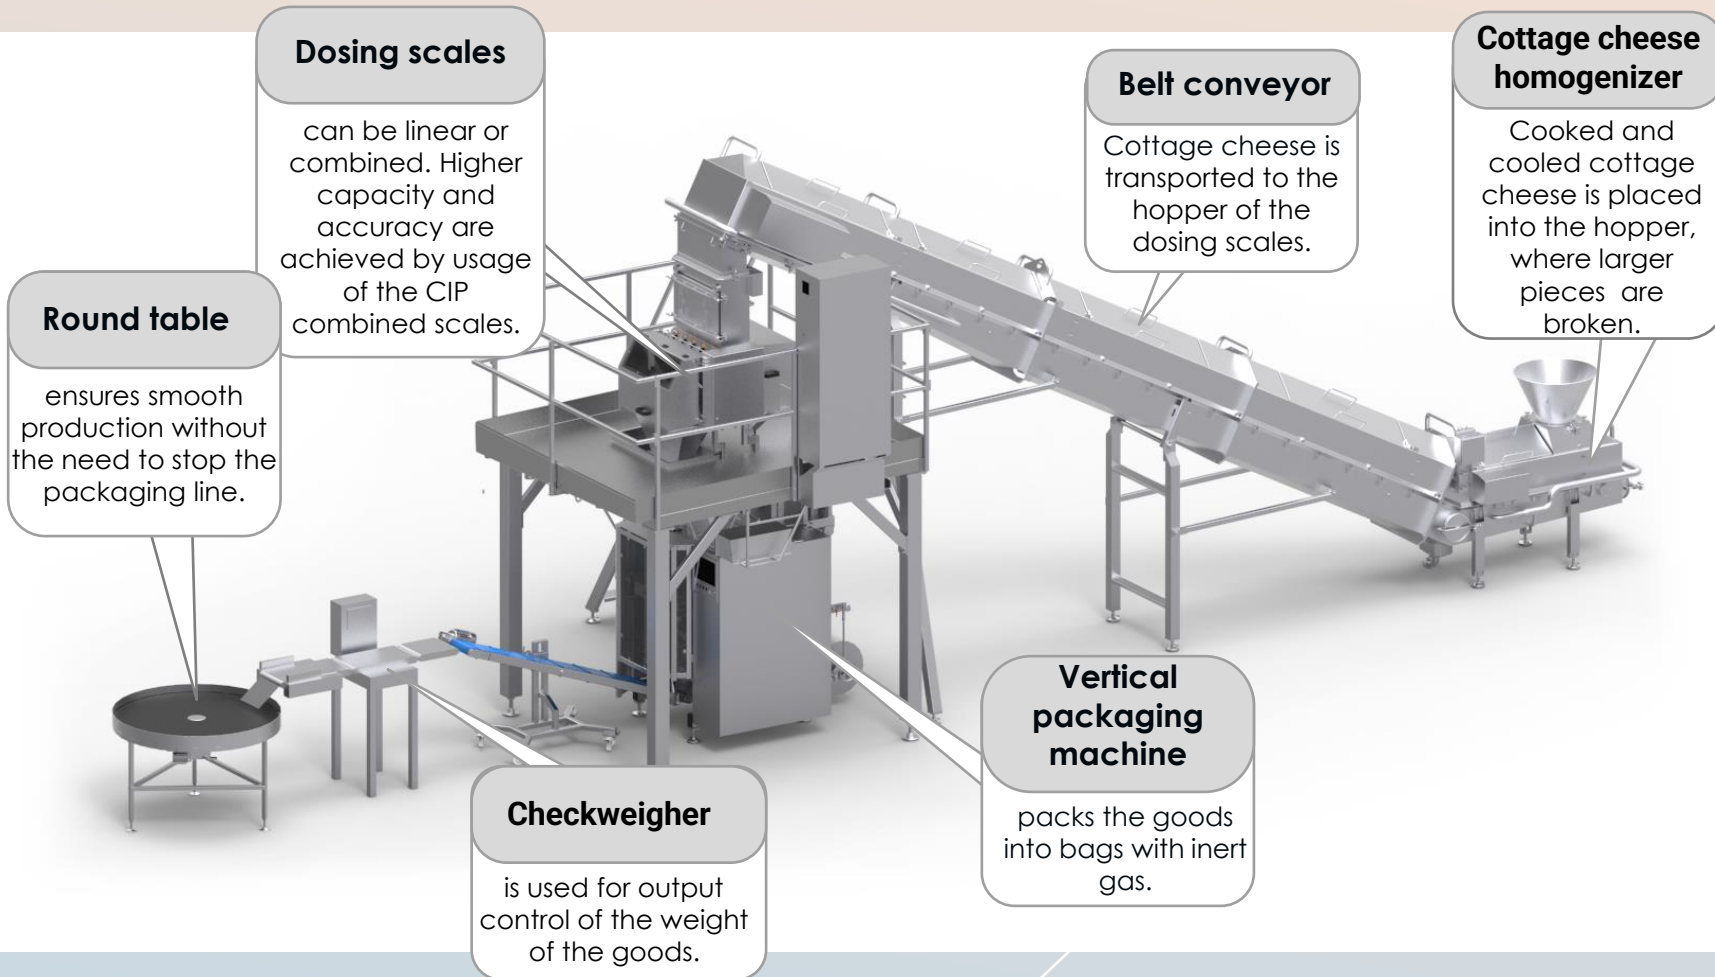 Dosing scales
can be linear or
combined. Higher
capacity and
accuracy are
achieved by usage
of the CIP
combined scales.
Belt conveyor
Cottage cheese is
transported to the
hopper of the
dosing scales.
Cottage cheese
homogenizer
Cooked and
cooled cottage
cheese is placed
into the hopper,
where larger
pieces  are
broken.
Round table
ensures smooth
production without
the need to stop the
packaging line.
Checkweigher
is used for output
control of the weight
of the goods.
Vertical
packaging
machine
packs the goods
into bags with inert
gas.